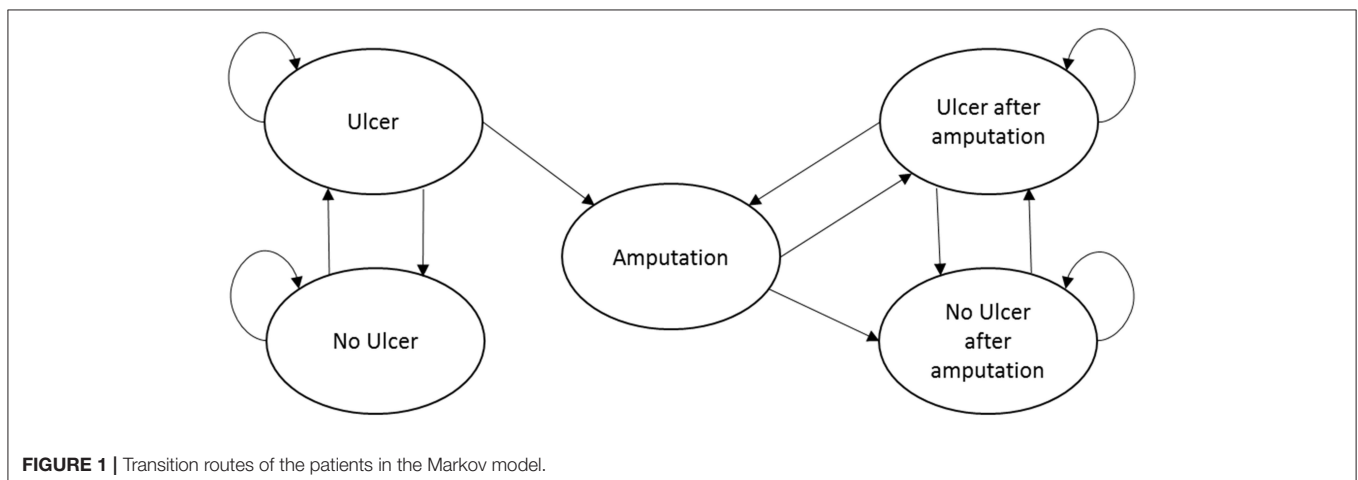 Ulcer
Ulcer after
amputation
Amputation
No Ulcer
No Ulcer
after
amputation
FIGURE 1 | Transition routes of the patients in the Markov model.